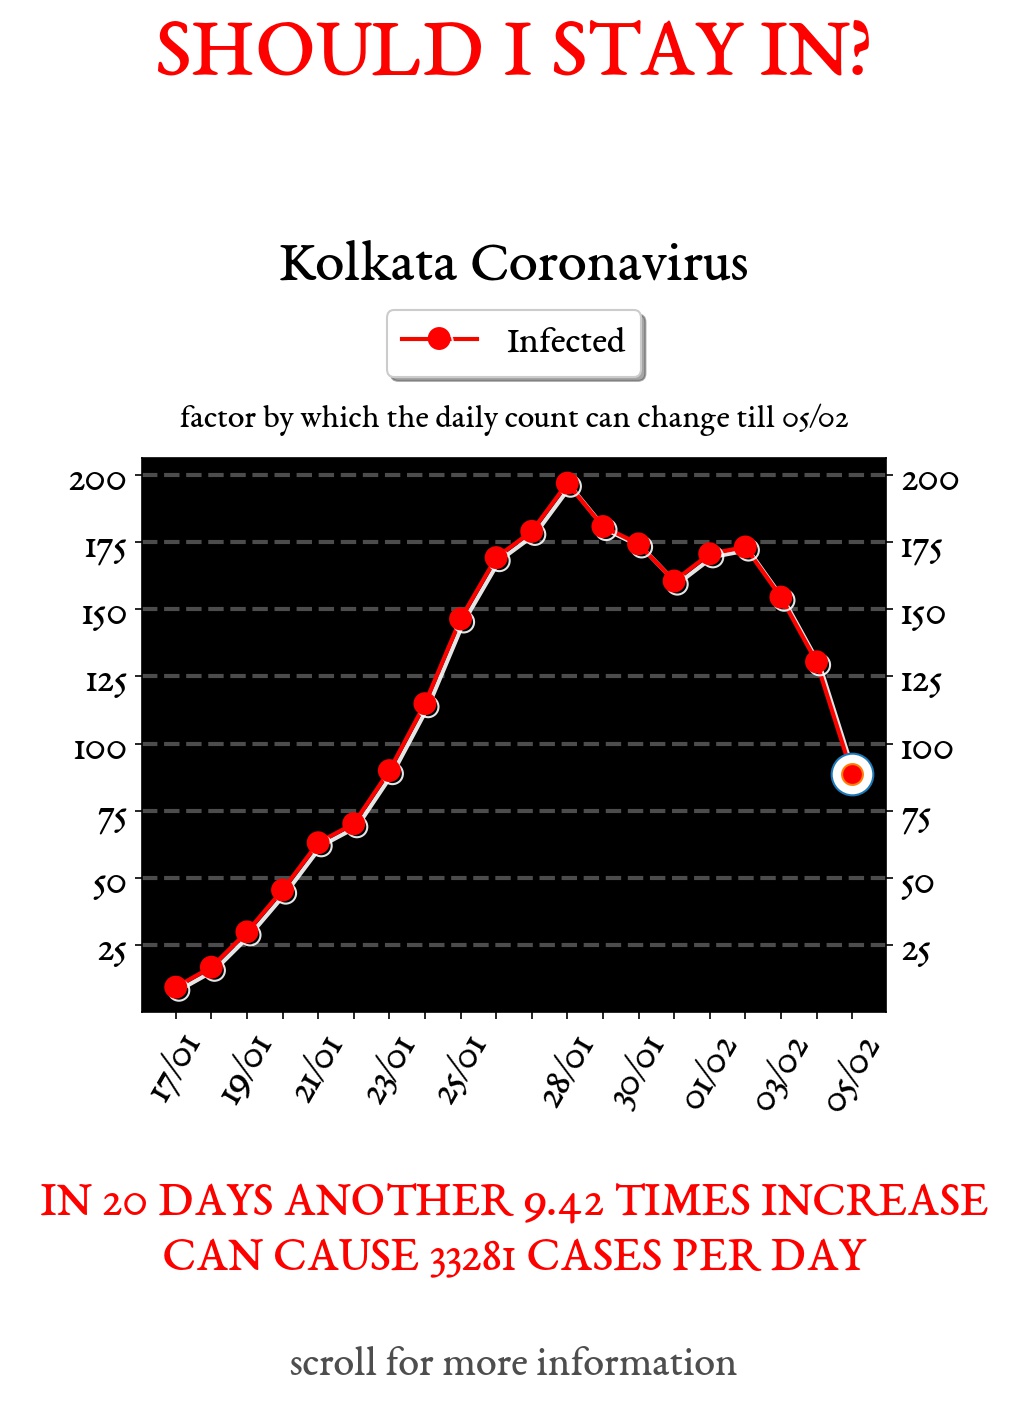 SHOULD I STAY IN?
Kolkata Coronavirus
Infected
factor by which the daily count can change till 05/02
200 200
175 175
150 150
125 125
100 100
75 75
50 50
25 25
17/01 19/01 21/01 23/01 25/01 28/01 30/01 01/02 03/02 05/02
IN 20 DAYS ANOTHER 9.42 TIMES INCREASE
CAN CAUSE 33281 CASES PER DAY
scroll for more information